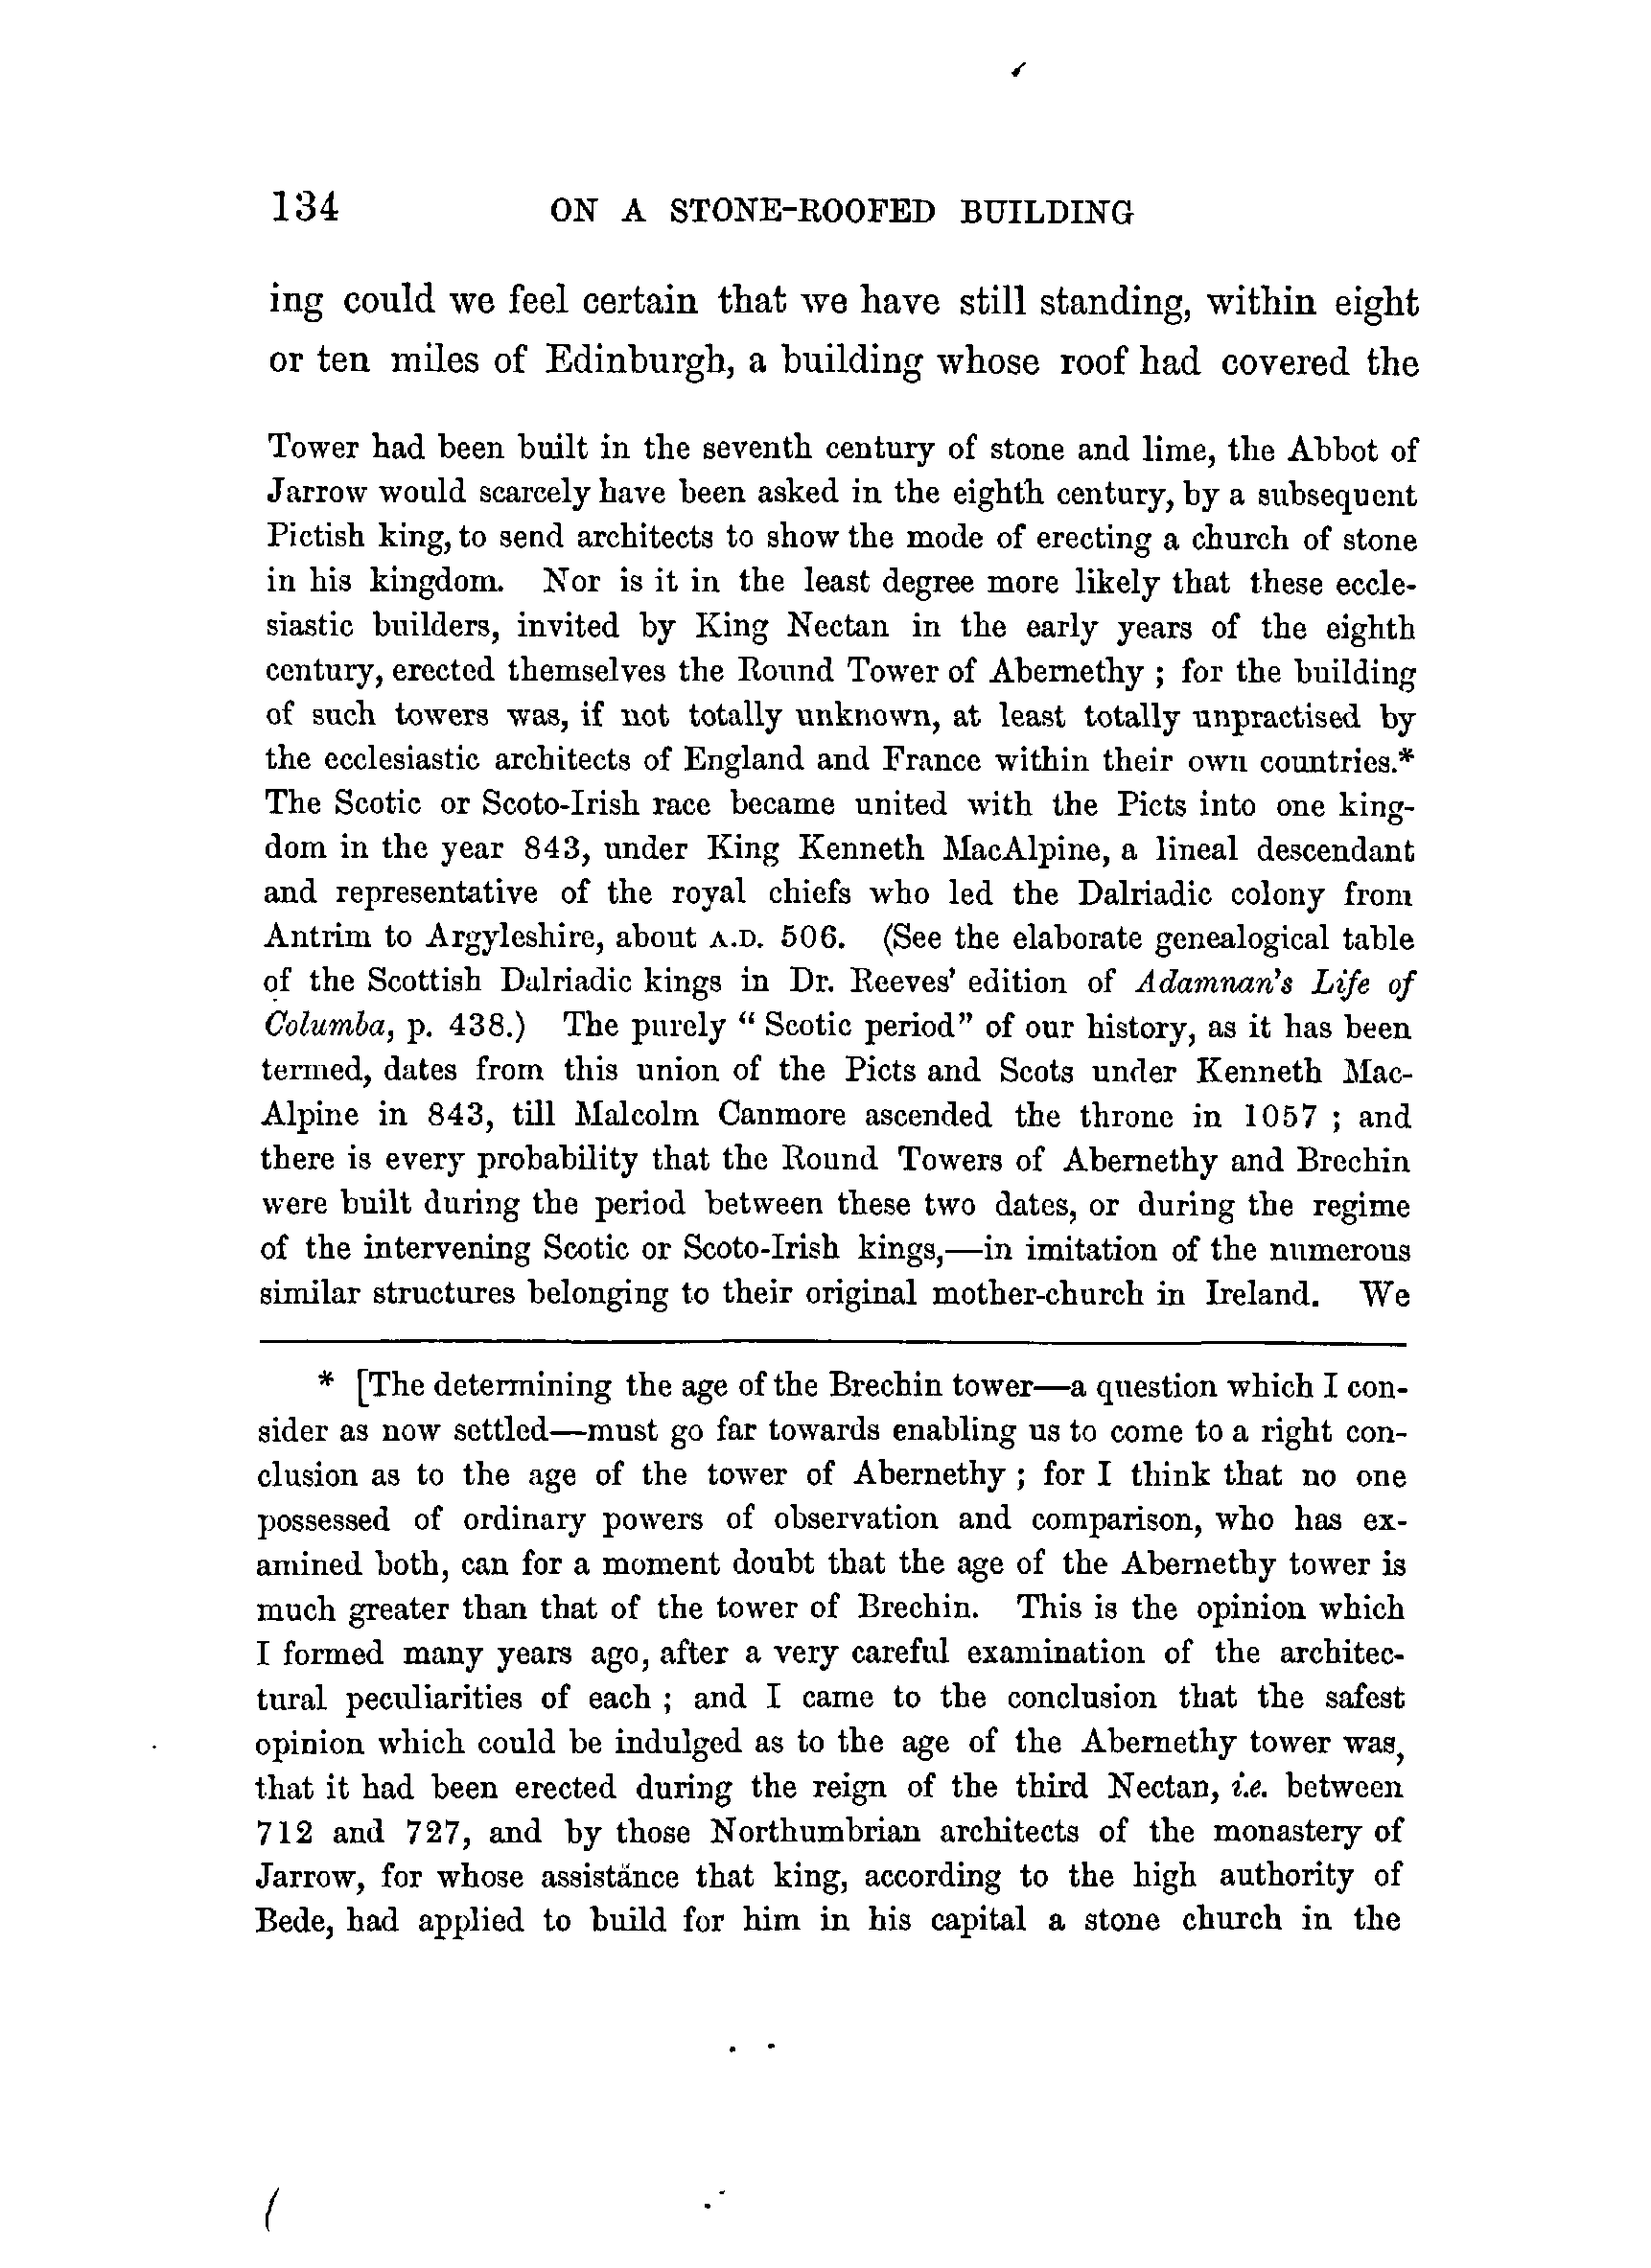 134 ON A STONE-ROOFED BUILDING
ing could we feel certain that we have still standing, within eight
or ten miles of Edinburgh, a building whose roof had covered the
Tower had been built in the seventh century of stone and lime, the Abbot of
Jarrow would scarcely have been asked in the eighth century, by a subsequent
Pictish king, to send architects to show the mode of erecting a church of stone
in his kingdom. Nor is it in the least degree more likely that these eccle-
siastic builders, invited by King Nectan in the early years of the eighth
century, erected themselves the Round Tower of Abernethy ; for the building
of such towers was, if not totally unknown, at least totally unpractised by
the ecclesiastic architects of England and France within their own countries.*
The Scotic or Scoto-Irish race became united with the Picts into one king-
dom in the year 843, under King Kenneth MacAlpine, a lineal descendant
and representative of the royal chiefs who led the Dalriadic colony from
Antrim to Argyleshire, about A.D. 506. (See the elaborate genealogical table
of the Scottish Dalriadic kings in Dr. Reeves' edition of Adamnan's Life of
Columba, p. 438.) The purely “ Scotic period” of our history, as it has been
termed, dates from this union of the Picts and Scots under Kenneth Mac-
Alpine in 843, till Malcolm Canmore ascended the throne in 1057 ; and
there is every probability that the Round Towers of Abernethy and Brechin
were built during the period between these two dates, or during the regime
of the intervening Scotic or Scoto-Irish kings,—in imitation of the numerous
similar structures belonging to their original mother-church in Ireland. We
* [The determining the age of the Brechin tower—a question which I con-
sider as now settled—must go far towards enabling us to come to a right con-
clusion as to the age of the tower of Abernethy ; for I think that no one
possessed of ordinary powers of observation and comparison, who has ex-
amined both, can for a moment doubt that the age of the Abernethy tower is
much greater than that of the tower of Brechin. This is the opinion which
I formed many years ago, after a very careful examination of the architec-
tural peculiarities of each ; and I came to the conclusion that the safest
opinion which could be indulged as to the age of the Abernethy tower was,
that it had been erected during the reign of the third Nectan, i.e. between
712 and 727, and by those Northumbrian architects of the monastery of
Jarrow, for whose assistance that king, according to the high authority of
Bede, had applied to build for him in his capital a stone church in the